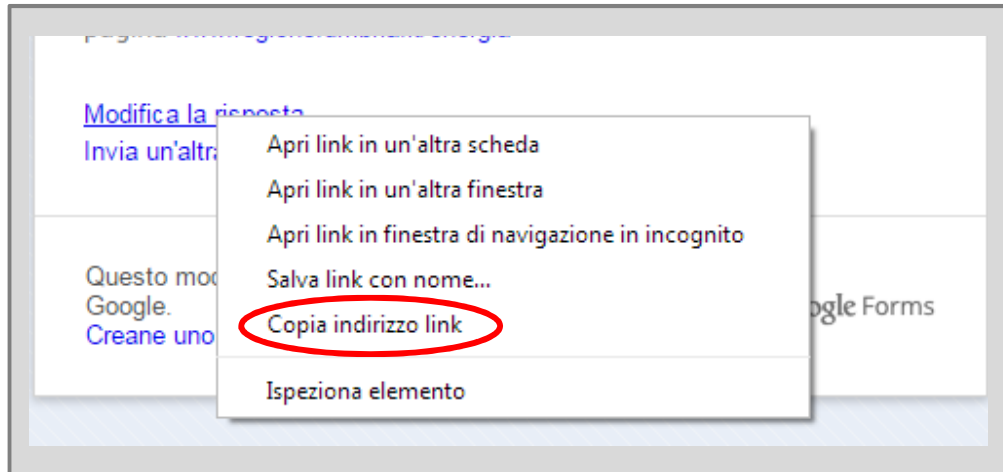 Modifica la risposta
Invia un'altra
Apri link in un'altra scheda
Apri link in un'altra finestra
Apri link in finestra di navigazione in incognito
Salva link con nome...
Copia indirizzo link
Ispeziona elemento
Questo
Google.
Creane uno
Forms